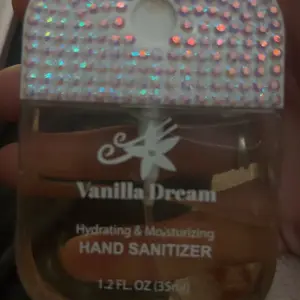 Vanilla Dream
Hydrating & Moisturizing
HAND SANITIZER
1.2 FL. OZ (35ml)